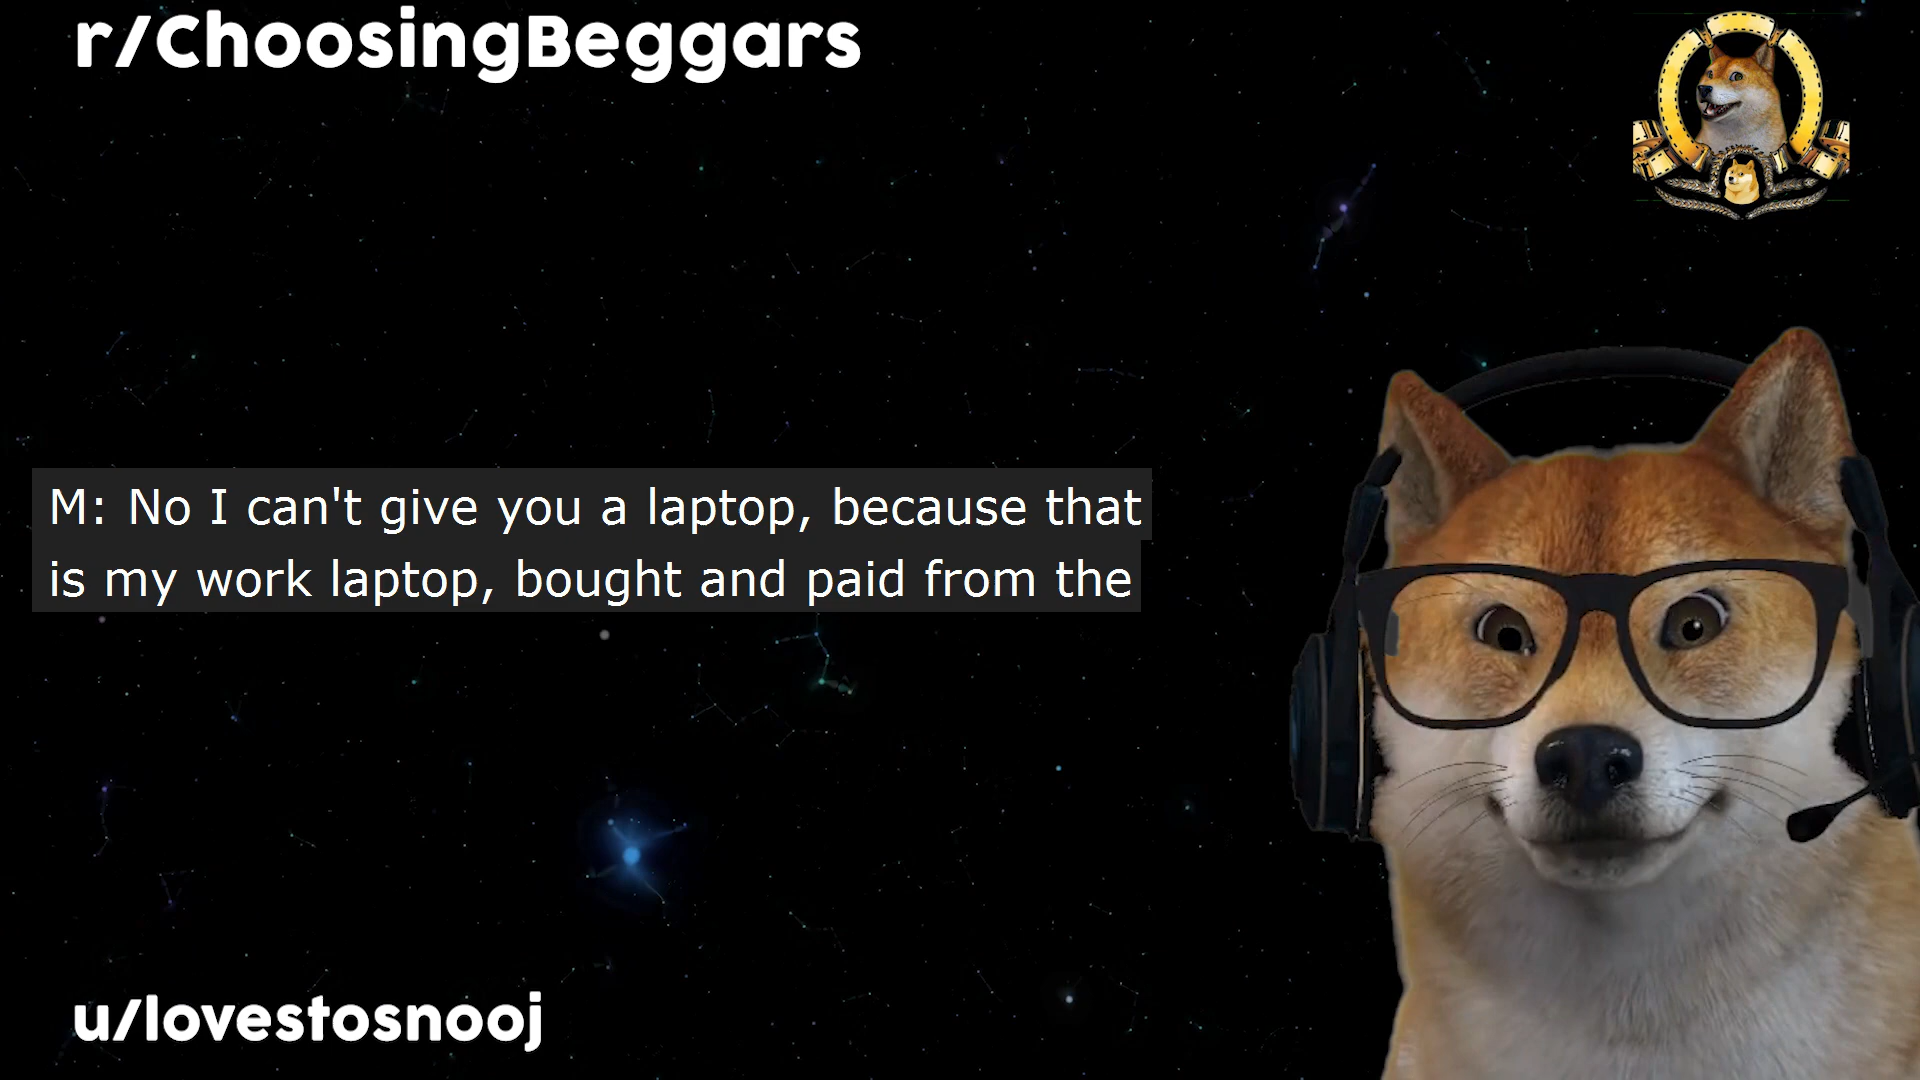 r/ChoosingBeggars
M: No I can't give you a laptop, because that
is my work laptop, bought and paid from the
u/lovestosnooj